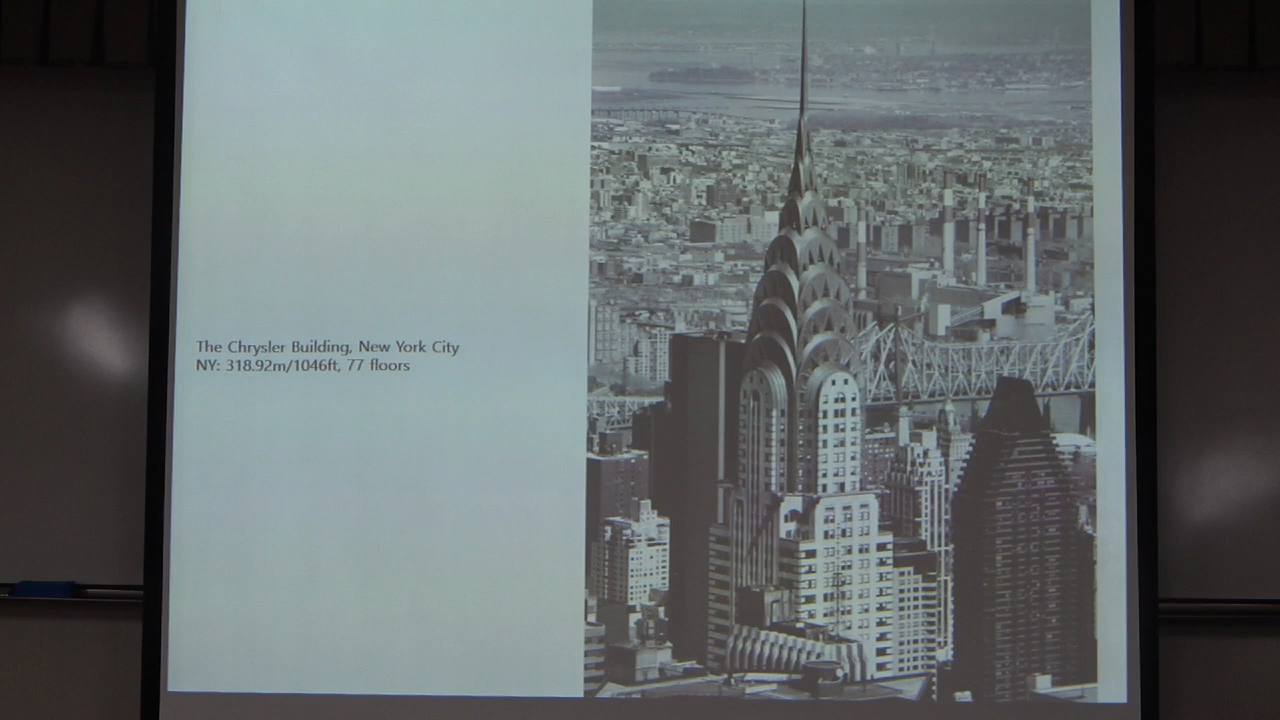 The Chrysler Building, New York City
NY: 318.92m/1046ft, 77 floors